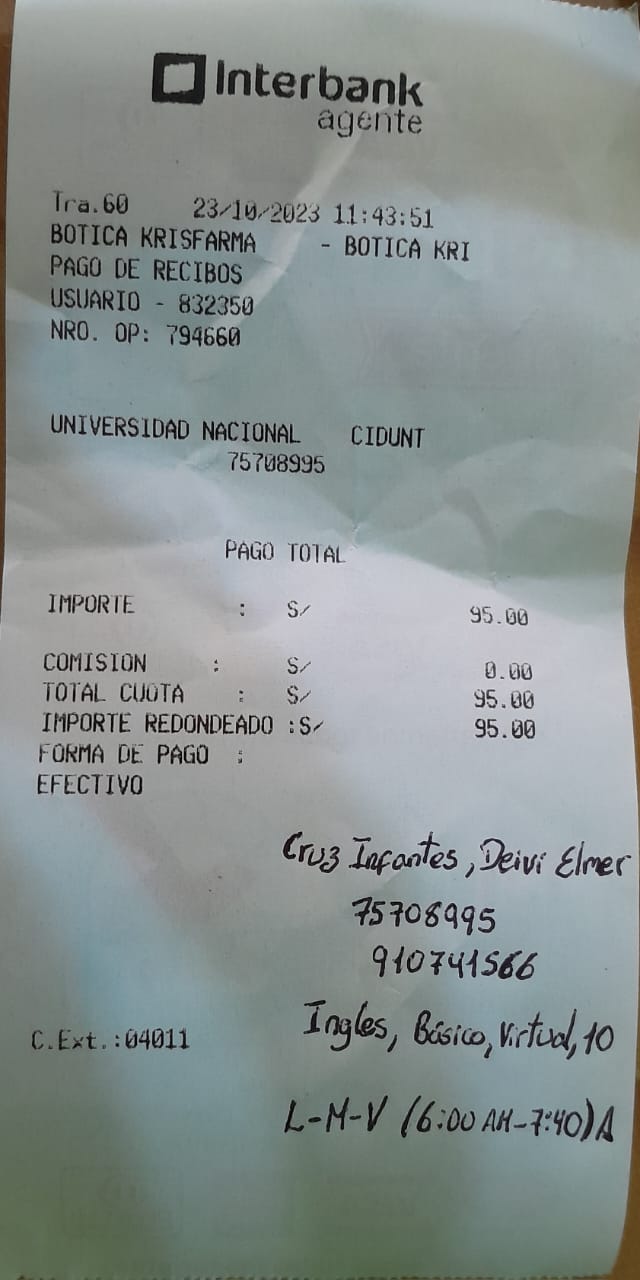 Interbank
agente
Tra.60 23/10/2023 11:43:51
BOTICA KRISFARMA - BOTICA KRI
PAGO DE RECIBOS
USUARIO - 832350
NRO. OP: 794660
UNIVERSIDAD NACIONAL CIDUNT
75708995
PAGO TOTAL
IMPORTE : S/ 95.00
COMISION : S/ 0.00
TOTAL CUOTA : S/ 95.00
IMPORTE REDONDEADO :S/ 95.00
FORMA DE PAGO :
EFECTIVO
Cruz Infantes, Deivi Elmer
75708995
910741566
Ingles, Básico, Virtual, 10
C.Ext.:04011
L-M-V (6:00 AM-7:40)A